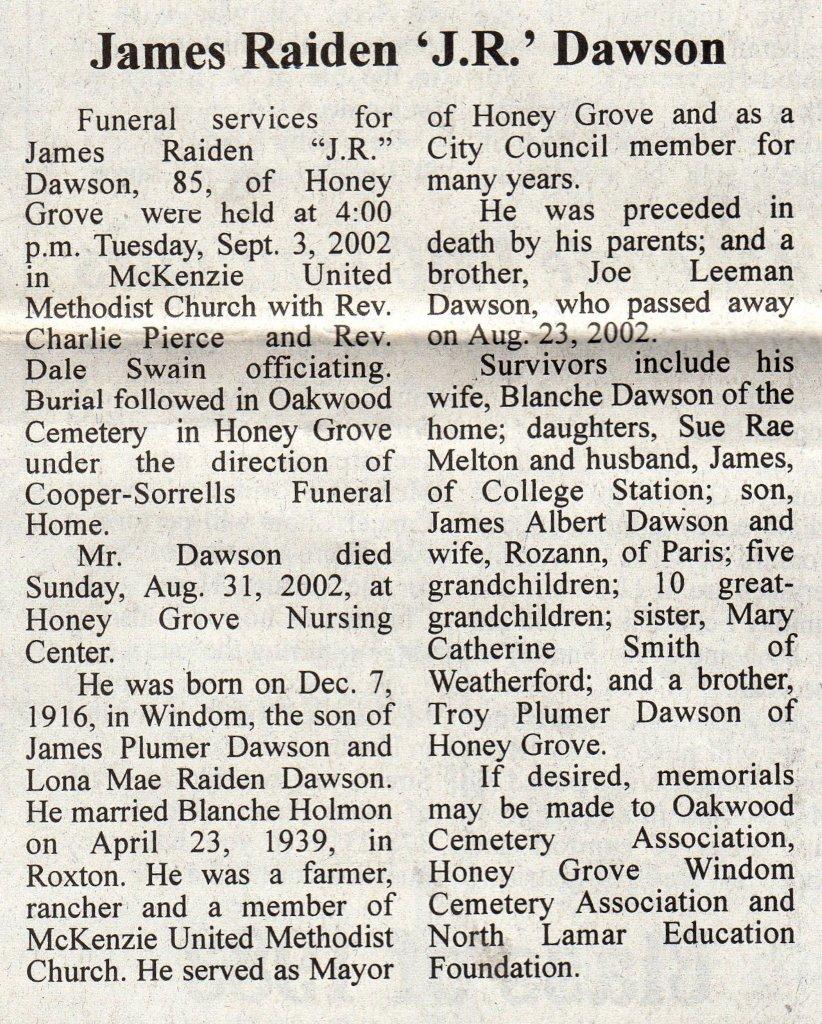 James Raiden ‘J.R.’ Dawson
Funeral services for
James Raiden “J.R.”
Dawson, 85, of Honey
Grove were held at 4:00
p.m. Tuesday, Sept. 3, 2002
in McKenzie United
Methodist Church with Rev.
Charlie Pierce and Rev.
Dale Swain officiating.
Burial followed in Oakwood
Cemetery in Honey Grove
under the direction of
Cooper-Sorrells Funeral
Home.
Mr. Dawson died
Sunday, Aug. 31, 2002, at
Honey Grove Nursing
Center.
He was born on Dec. 7,
1916, in Windom, the son of
James Plumer Dawson and
Lona Mae Raiden Dawson.
He married Blanche Holmon
on April 23, 1939, in
Roxton. He was a farmer,
rancher and a member of
McKenzie United Methodist
Church. He served as Mayor
of Honey Grove and as a
City Council member for
many years.
He was preceded in
death by his parents; and a
brother, Joe Leeman
Dawson, who passed away
on Aug. 23, 2002.
Survivors include his
wife, Blanche Dawson of the
home; daughters, Sue Rae
Melton and husband, James,
of College Station; son,
James Albert Dawson and
wife, Rozann, of Paris; five
grandchildren; 10 great-
grandchildren; sister, Mary
Catherine Smith of
Weatherford; and a brother,
Troy Plumer Dawson of
Honey Grove.
If desired, memorials
may be made to Oakwood
Cemetery Association,
Honey Grove Windom
Cemetery Association and
North Lamar Education
Foundation.